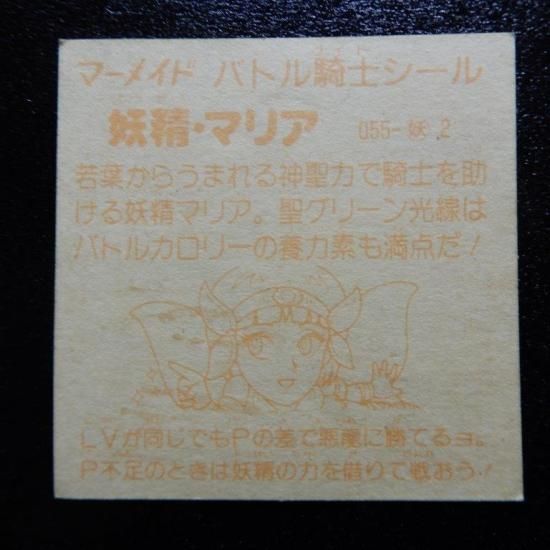 マーメイド バトル騎士シール
妖精・マリア 055-妖.2
若葉からうまれる神聖力で騎士を助
ける妖精マリア。聖グリーン光線は
バトルカロリーの養力素も満点だ!
LVが同じでもPの差で悪魔に勝てるヨ。
P不足のときは妖精の力を借りて戦おう!